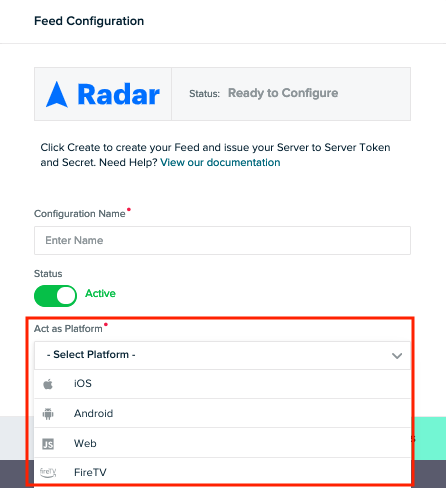 Feed Configuration
Radar
Status: Ready to Configure
Click Create to create your Feed and issue your Server to Server Token
and Secret. Need Help? View our documentation
Configuration Name*
Enter Name
Status
Active
Act as Platform*
- Select Platform -
iOS
Android
JS Web
fireTV FireTV